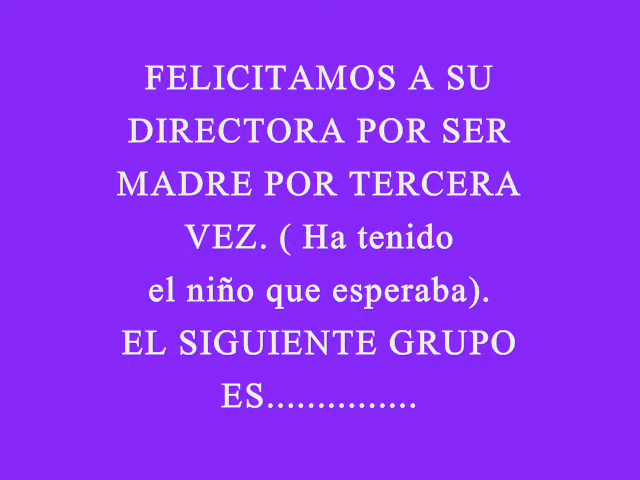 FELICITAMOS A SU
DIRECTORA POR SER
MADRE POR TERCERA
VEZ. ( Ha tenido
el niño que esperaba).
EL SIGUIENTE GRUPO
ES...............